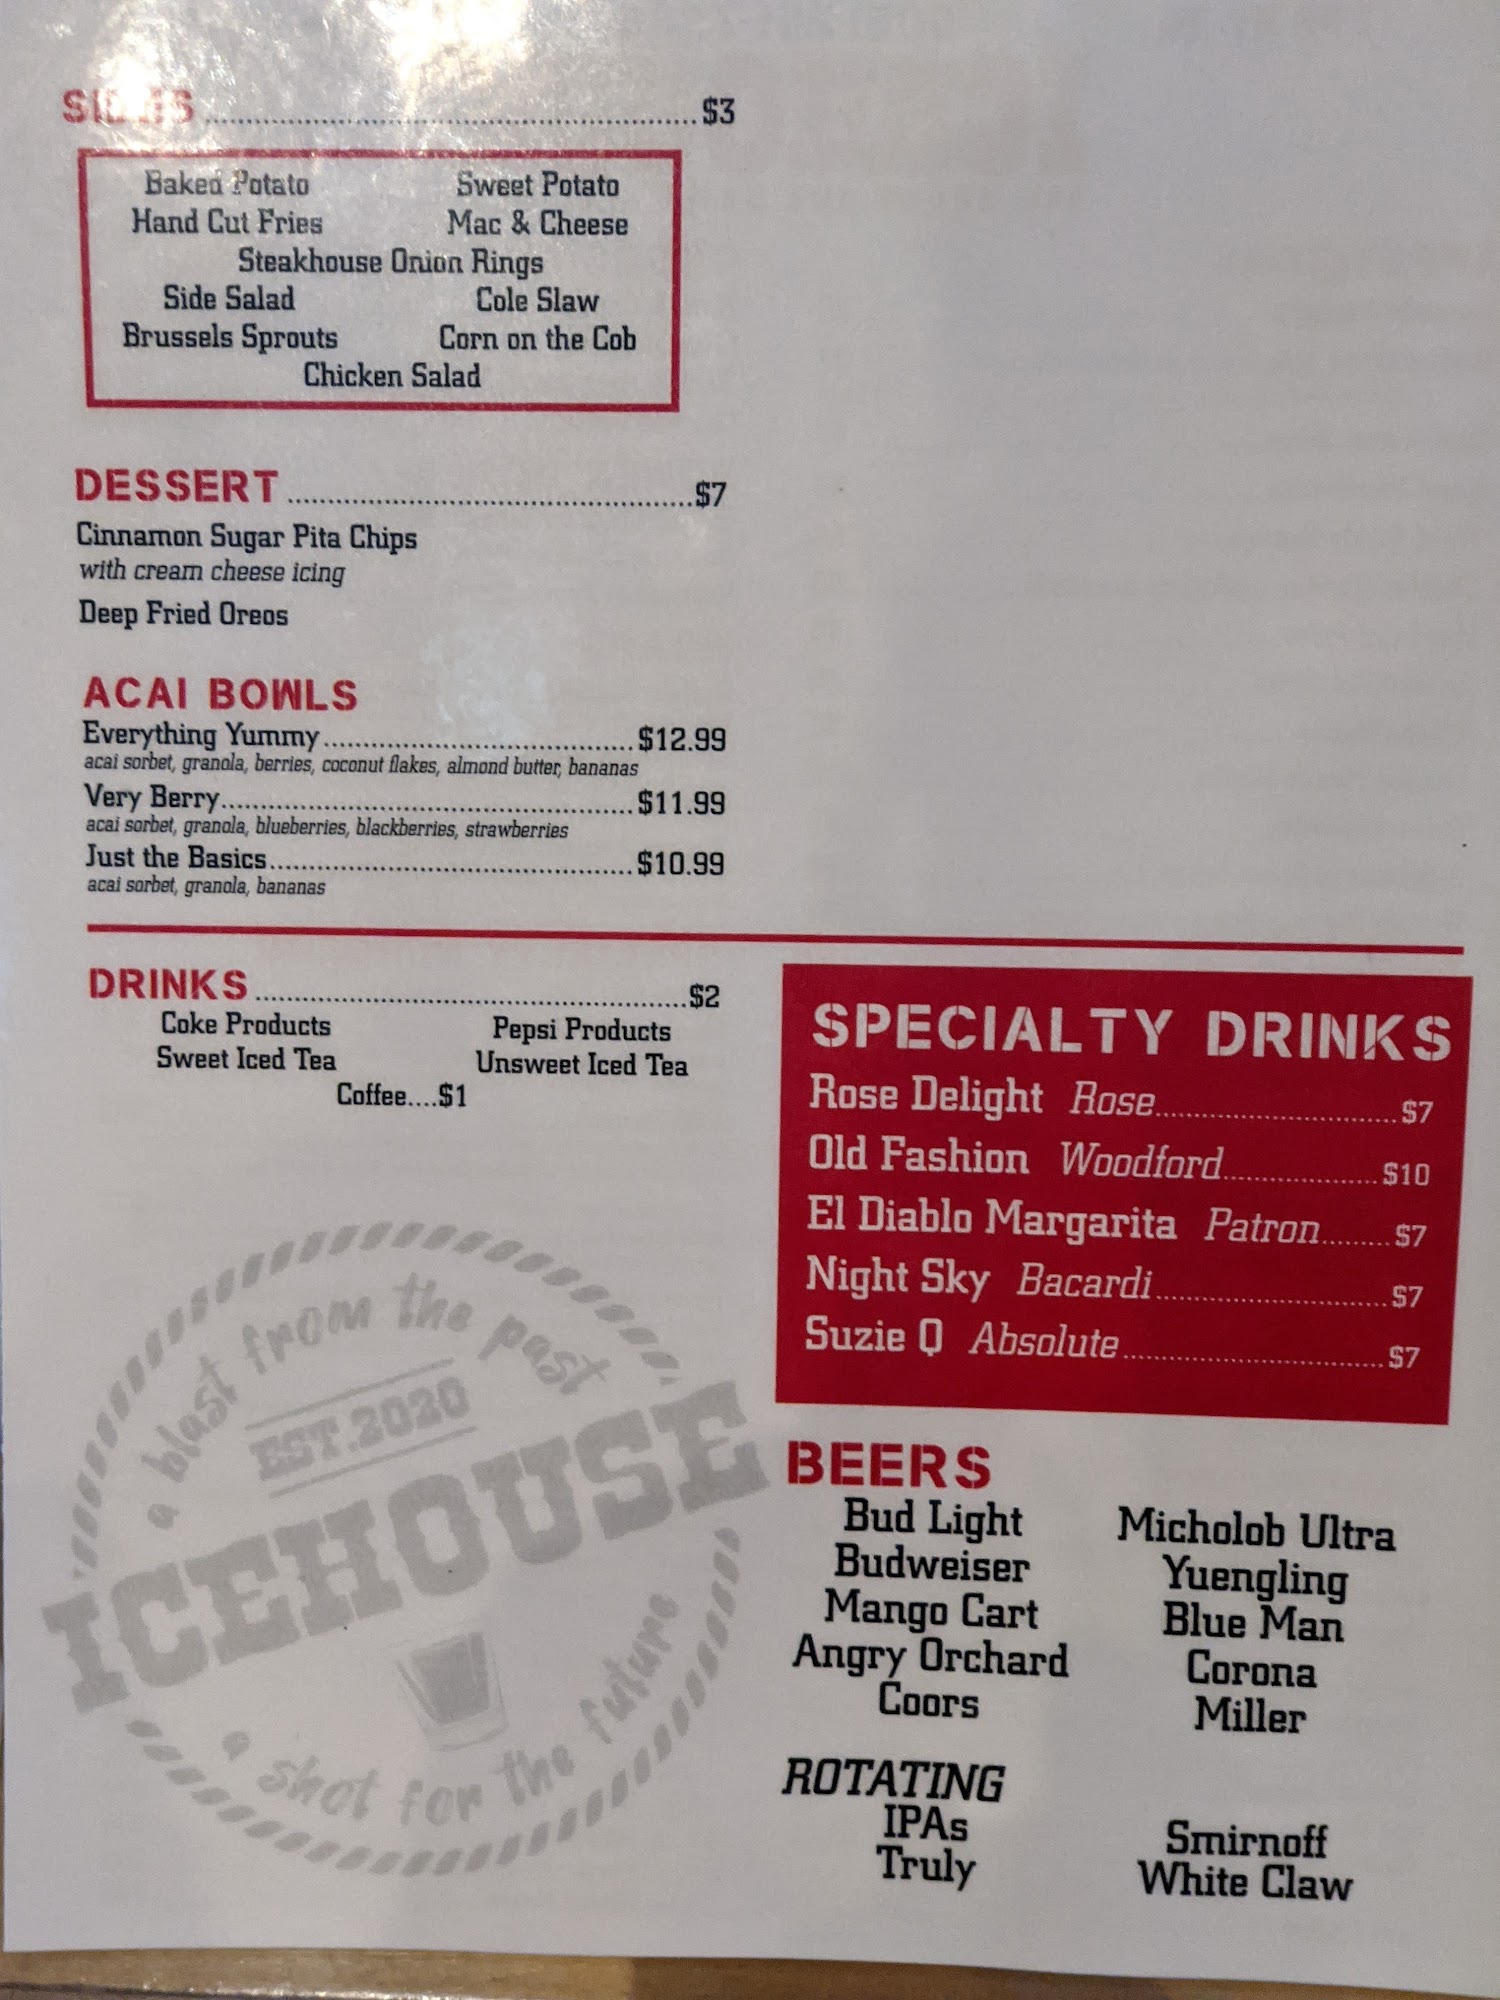 SIDES........................................................$3
Baked Potato Sweet Potato
Hand Cut Fries Mac & Cheese
Steakhouse Onion Rings
Side Salad Cole Slaw
Brussels Sprouts Corn on the Cob
Chicken Salad
DESSERT..............................................$7
Cinnamon Sugar Pita Chips
with cream cheese icing
Deep Fried Oreos
ACAI BOWLS
Everything Yummy...................................$12.99
acai sorbet, granola, berries, coconut flakes, almond butter, bananas
Very Berry...............................................$11.99
acai sorbet, granola, blueberries, blackberries, strawberries
Just the Basics.........................................$10.99
acai sorbet, granola, bananas
DRINKS.................................................$2
Coke Products Pepsi Products
Sweet Iced Tea Unsweet Iced Tea
Coffee....$1
a blast from the past
EST.2020
ICEHOUSE
a shot for the future
SPECIALTY DRINKS
Rose Delight Rose..............................$7
Old Fashion Woodford...................$10
El Diablo Margarita Patron.........$7
Night Sky Bacardi.............................$7
Suzie Q Absolute................................$7
BEERS
Bud Light Micholob Ultra
Budweiser Yuengling
Mango Cart Blue Man
Angry Orchard Corona
Coors Miller
ROTATING
IPAs Smirnoff
Truly White Claw